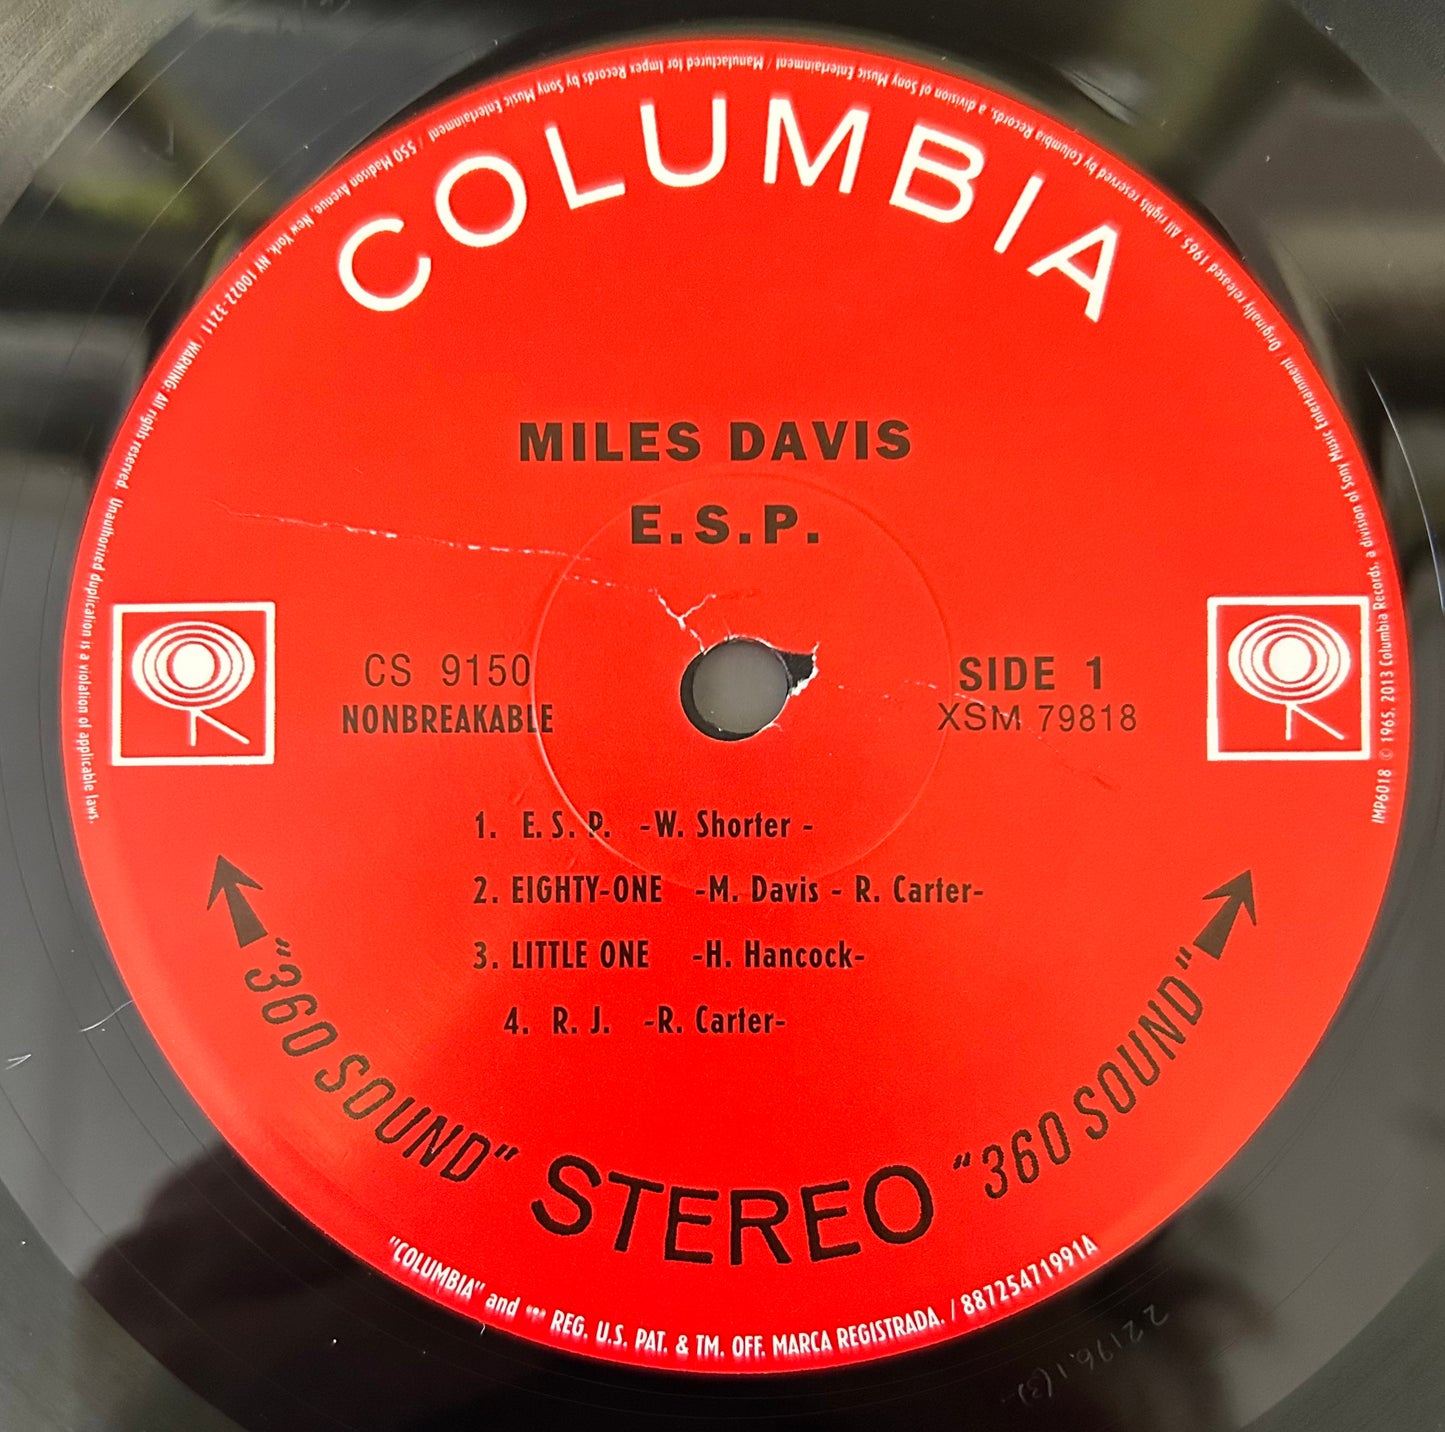 COLUMBIA
MILES DAVIS
E.S.P.
CS 9150
NONBREAKABLE
SIDE 1
XSM 79818
1. E. S. P. -W. Shorter -
2. EIGHTY-ONE -M. Davis - R. Carter-
3. LITTLE ONE -H. Hancock-
4. R. J. -R. Carter-
"360 SOUND" STEREO "360 SOUND"
"COLUMBIA" and ••• REG. U.S. PAT. & TM. OFF. MARCA REGISTRADA. / 88725471991A
IMP6018 © 1965, 2013 Columbia Records, a division of Sony Music Entertainment / Originally released 1965. All rights reserved by Columbia Records, a division of Sony Music Entertainment / Manufactured for Impex Records by Sony Music Entertainment / 550 Madison Avenue, New York, NY 10022-3211 / WARNING: All rights reserved. Unauthorized duplication is a violation of applicable laws.
22176.1(3)